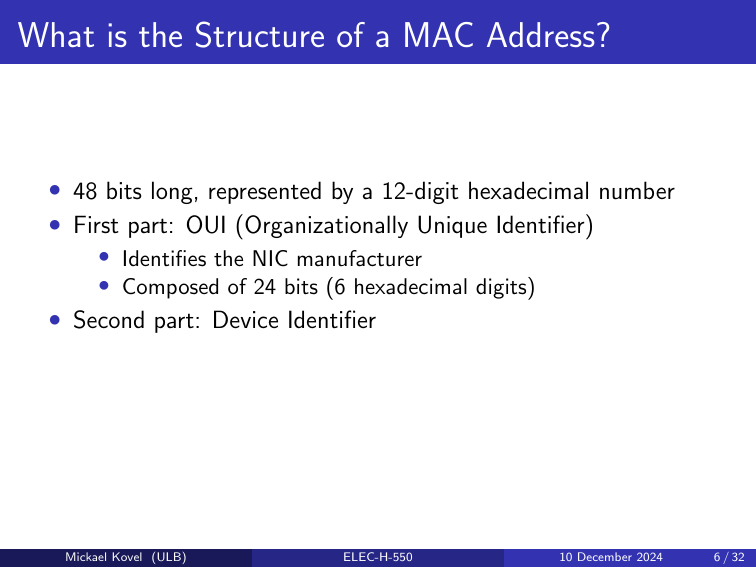 What is the Structure of a MAC Address?
• 48 bits long, represented by a 12-digit hexadecimal number
• First part: OUI (Organizationally Unique Identifier)
• Identifies the NIC manufacturer
• Composed of 24 bits (6 hexadecimal digits)
• Second part: Device Identifier
Mickael Kovel (ULB) ELEC-H-550 10 December 2024 6 / 32